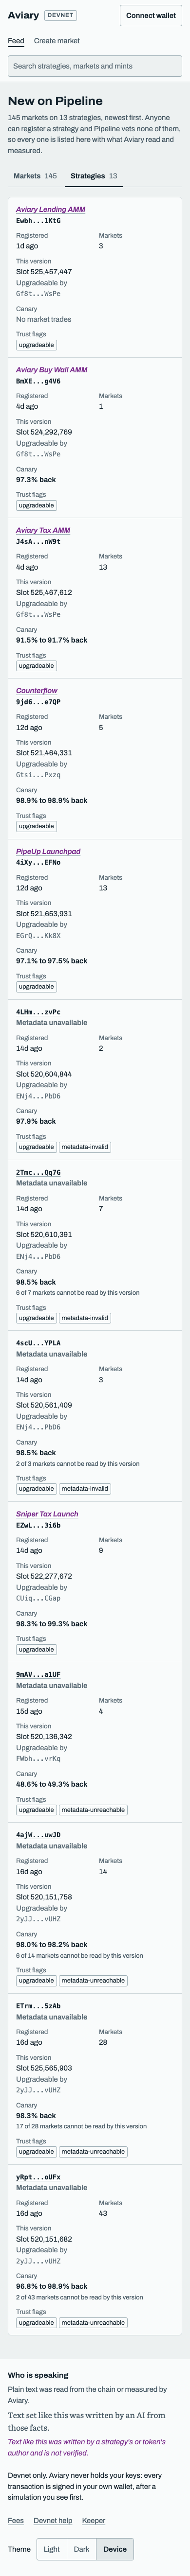 Aviary DEVNET Connect wallet
Feed Create market
Search strategies, markets and mints
New on Pipeline
145 markets on 13 strategies, newest first. Anyone
can register a strategy and Pipeline vets none of them,
so every one is listed here with what Aviary read and
measured.
Markets 145 Strategies 13
Aviary Lending AMM
Ewbh...1KtG
Registered Markets
1d ago 3
This version
Slot 525,457,447
Upgradeable by
Gf8t...WsPe
Canary
No market trades
Trust flags
upgradeable
Aviary Buy Wall AMM
BmXE...g4V6
Registered Markets
4d ago 1
This version
Slot 524,292,769
Upgradeable by
Gf8t...WsPe
Canary
97.3% back
Trust flags
upgradeable
Aviary Tax AMM
J4sA...nW9t
Registered Markets
4d ago 13
This version
Slot 525,467,612
Upgradeable by
Gf8t...WsPe
Canary
91.5% to 91.7% back
Trust flags
upgradeable
Counterflow
9jd6...e7QP
Registered Markets
12d ago 5
This version
Slot 521,464,331
Upgradeable by
Gtsi...Pxzq
Canary
98.9% to 98.9% back
Trust flags
upgradeable
PipeUp Launchpad
4iXy...EFNo
Registered Markets
12d ago 13
This version
Slot 521,653,931
Upgradeable by
EGrQ...Kk8X
Canary
97.1% to 97.5% back
Trust flags
upgradeable
4LHm...zvPc
Metadata unavailable
Registered Markets
14d ago 2
This version
Slot 520,604,844
Upgradeable by
ENj4...PbD6
Canary
97.9% back
Trust flags
upgradeable metadata-invalid
2Tmc...Qq7G
Metadata unavailable
Registered Markets
14d ago 7
This version
Slot 520,610,391
Upgradeable by
ENj4...PbD6
Canary
98.5% back
6 of 7 markets cannot be read by this version
Trust flags
upgradeable metadata-invalid
4scU...YPLA
Metadata unavailable
Registered Markets
14d ago 3
This version
Slot 520,561,409
Upgradeable by
ENj4...PbD6
Canary
98.5% back
2 of 3 markets cannot be read by this version
Trust flags
upgradeable metadata-invalid
Sniper Tax Launch
EZwL...3i6b
Registered Markets
14d ago 9
This version
Slot 522,277,672
Upgradeable by
CUiq...CGap
Canary
98.3% to 99.3% back
Trust flags
upgradeable
9mAV...a1UF
Metadata unavailable
Registered Markets
15d ago 4
This version
Slot 520,136,342
Upgradeable by
FWbh...vrKq
Canary
48.6% to 49.3% back
Trust flags
upgradeable metadata-unreachable
4ajW...uwJD
Metadata unavailable
Registered Markets
16d ago 14
This version
Slot 520,151,758
Upgradeable by
2yJJ...vUHZ
Canary
98.0% to 98.2% back
6 of 14 markets cannot be read by this version
Trust flags
upgradeable metadata-unreachable
ETrm...5zAb
Metadata unavailable
Registered Markets
16d ago 28
This version
Slot 525,565,903
Upgradeable by
2yJJ...vUHZ
Canary
98.3% back
17 of 28 markets cannot be read by this version
Trust flags
upgradeable metadata-unreachable
yRpt...oUFx
Metadata unavailable
Registered Markets
16d ago 43
This version
Slot 520,151,682
Upgradeable by
2yJJ...vUHZ
Canary
96.8% to 98.9% back
2 of 43 markets cannot be read by this version
Trust flags
upgradeable metadata-unreachable
Who is speaking
Plain text was read from the chain or measured by
Aviary.
Text set like this was written by an AI from
those facts.
Text like this was written by a strategy's or token's
author and is not verified.
Devnet only. Aviary never holds your keys: every
transaction is signed in your own wallet, after a
simulation you see first.
Fees Devnet help Keeper
Theme Light Dark Device